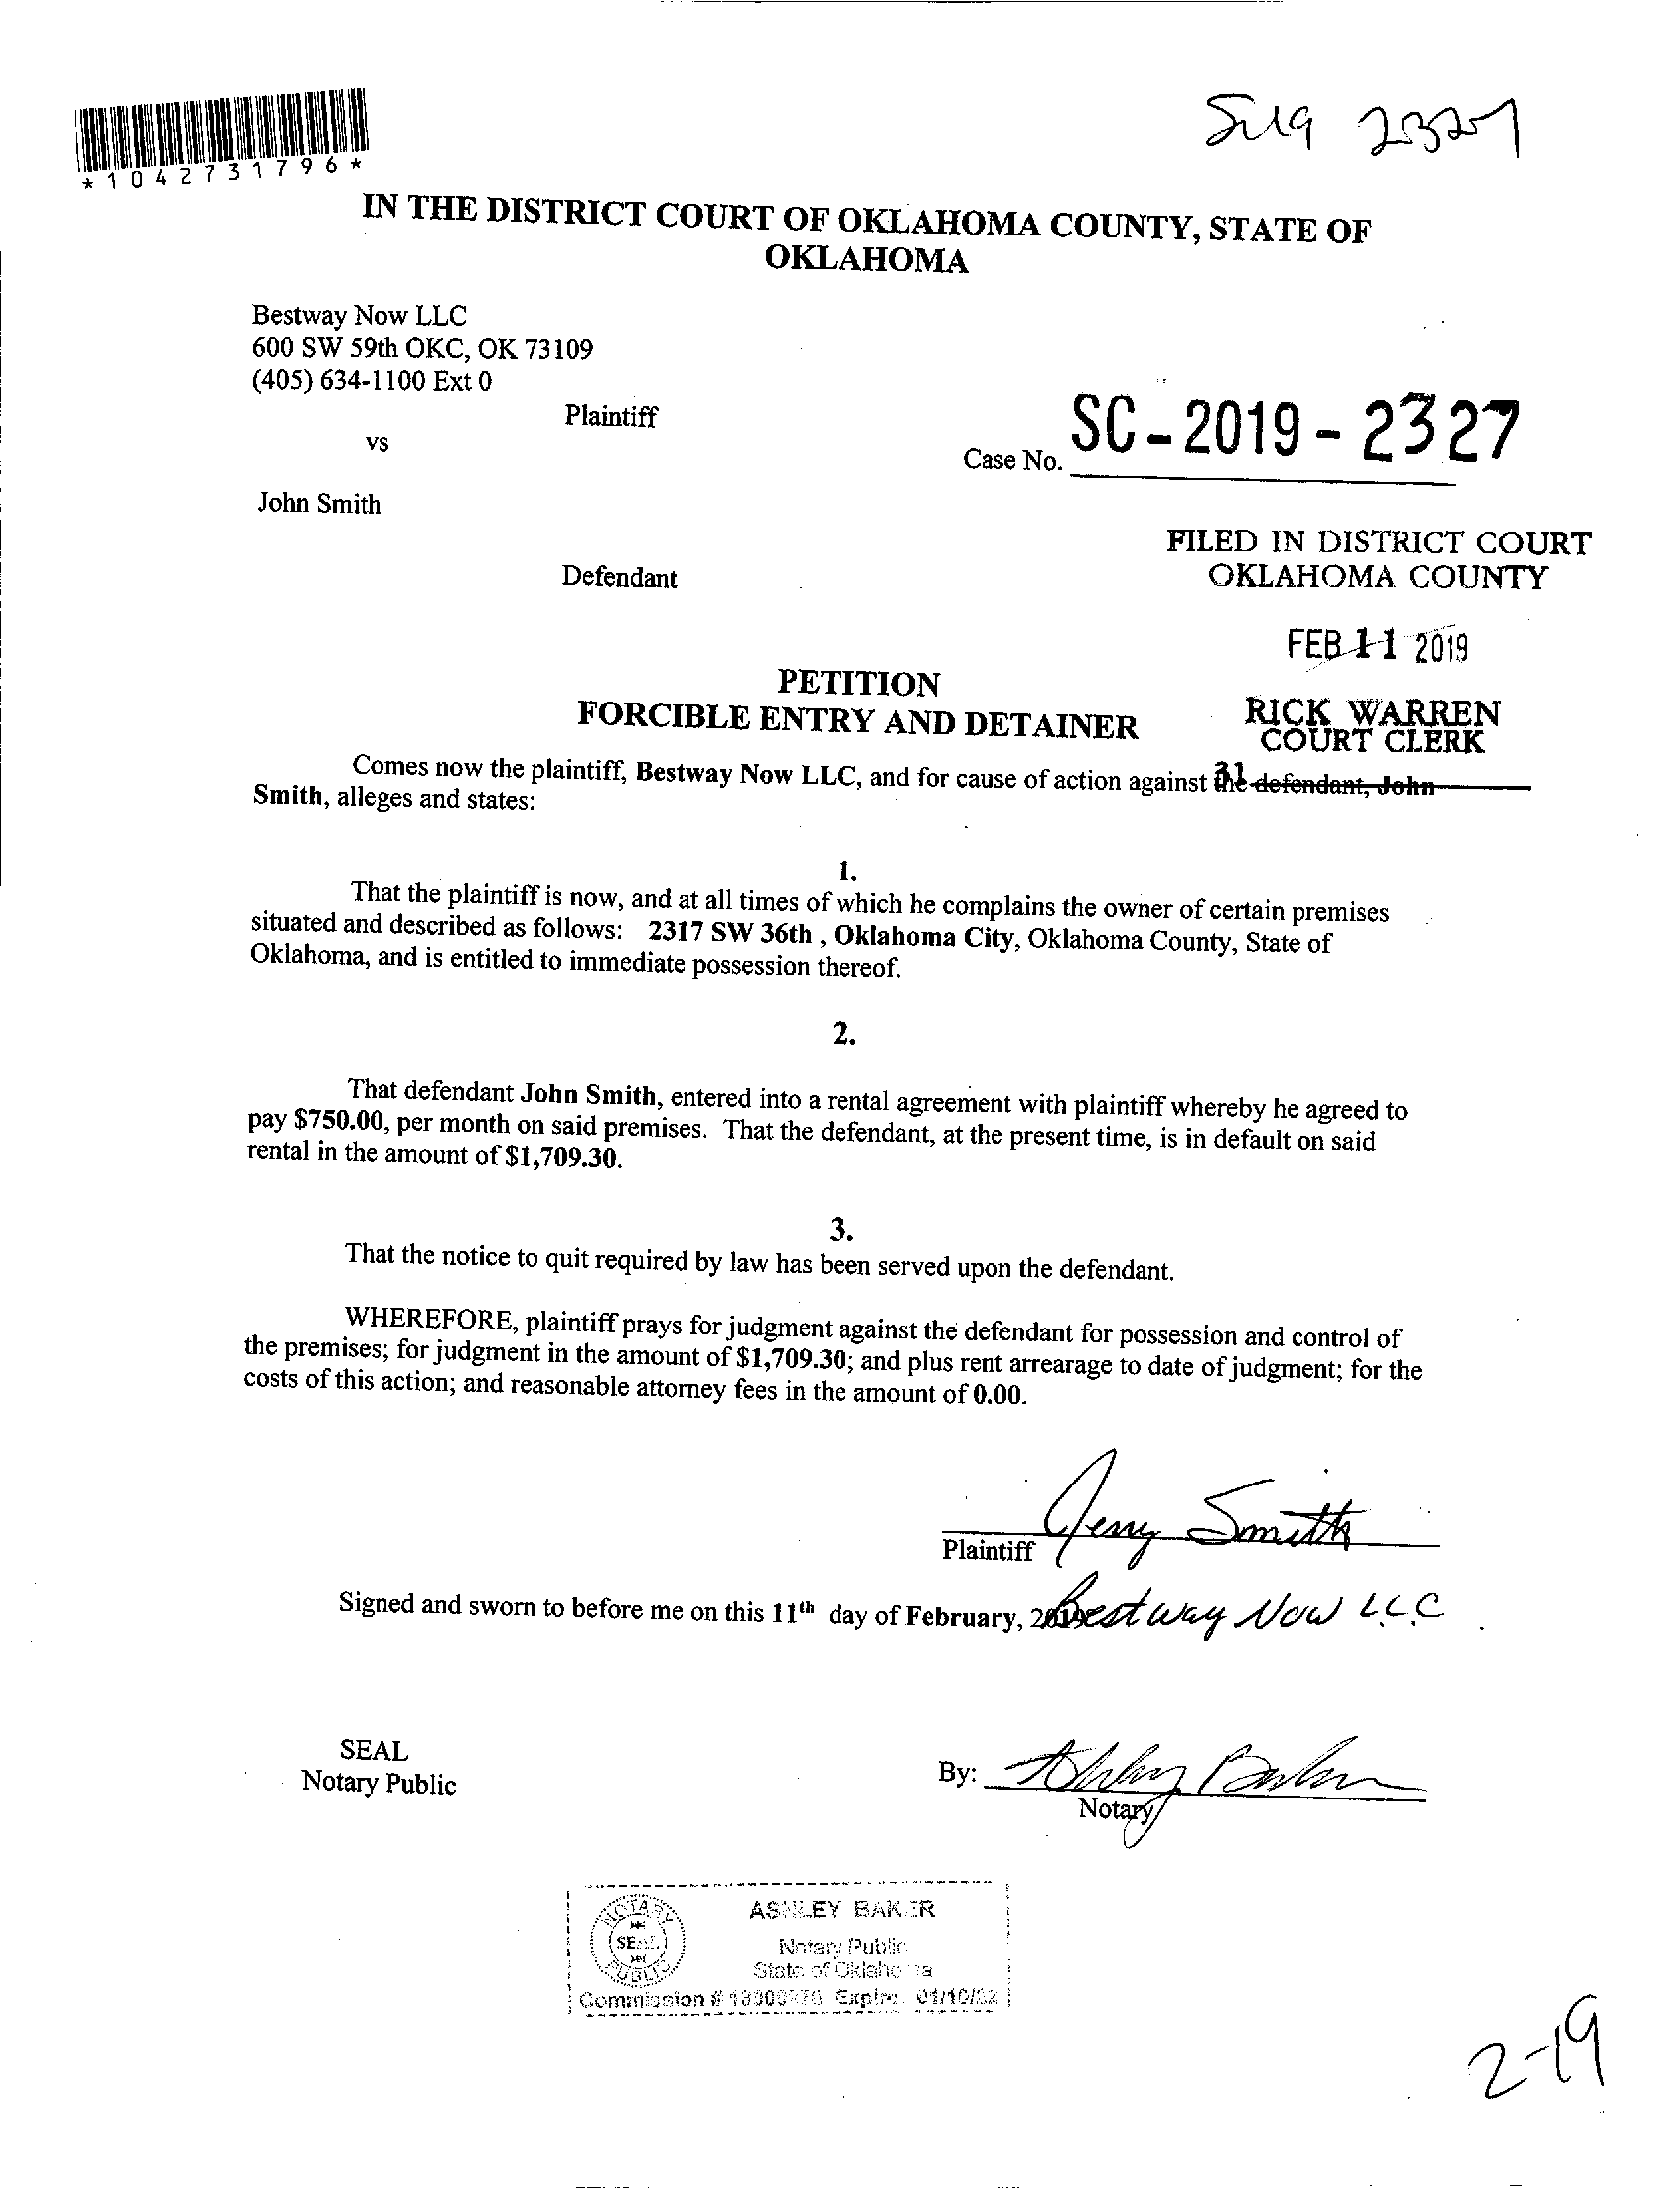 *1042731796*
2327
IN THE DISTRICT COURT OF OKLAHOMA COUNTY, STATE OF
OKLAHOMA
Bestway Now LLC
600 SW 59th OKC, OK 73109
(405) 634-1100 Ext 0
Plaintiff
vs
Case No. SC-2019-2327
John Smith
Defendant
FILED IN DISTRICT COURT
OKLAHOMA COUNTY
FEB 11 2019
RICK WARREN
COURT CLERK
31
PETITION
FORCIBLE ENTRY AND DETAINER
Comes now the plaintiff, Bestway Now LLC, and for cause of action against the defendant, John
Smith, alleges and states:
1.
That the plaintiff is now, and at all times of which he complains the owner of certain premises
situated and described as follows: 2317 SW 36th , Oklahoma City, Oklahoma County, State of
Oklahoma, and is entitled to immediate possession thereof.
2.
That defendant John Smith, entered into a rental agreement with plaintiff whereby he agreed to
pay $750.00, per month on said premises. That the defendant, at the present time, is in default on said
rental in the amount of $1,709.30.
3.
That the notice to quit required by law has been served upon the defendant.
WHEREFORE, plaintiff prays for judgment against the defendant for possession and control of
the premises; for judgment in the amount of $1,709.30; and plus rent arrearage to date of judgment; for the
costs of this action; and reasonable attorney fees in the amount of 0.00.
Jerry Smith
Plaintiff
Signed and sworn to before me on this 11th day of February, 2019
Bestway Now LLC
SEAL
Notary Public
By: Ashley Baker
Notary
NOTARY
SEAL
PUBLIC
ASHLEY BAKER
Notary Public
State of Oklahoma
Commission # Expires 01/10/22
2-19